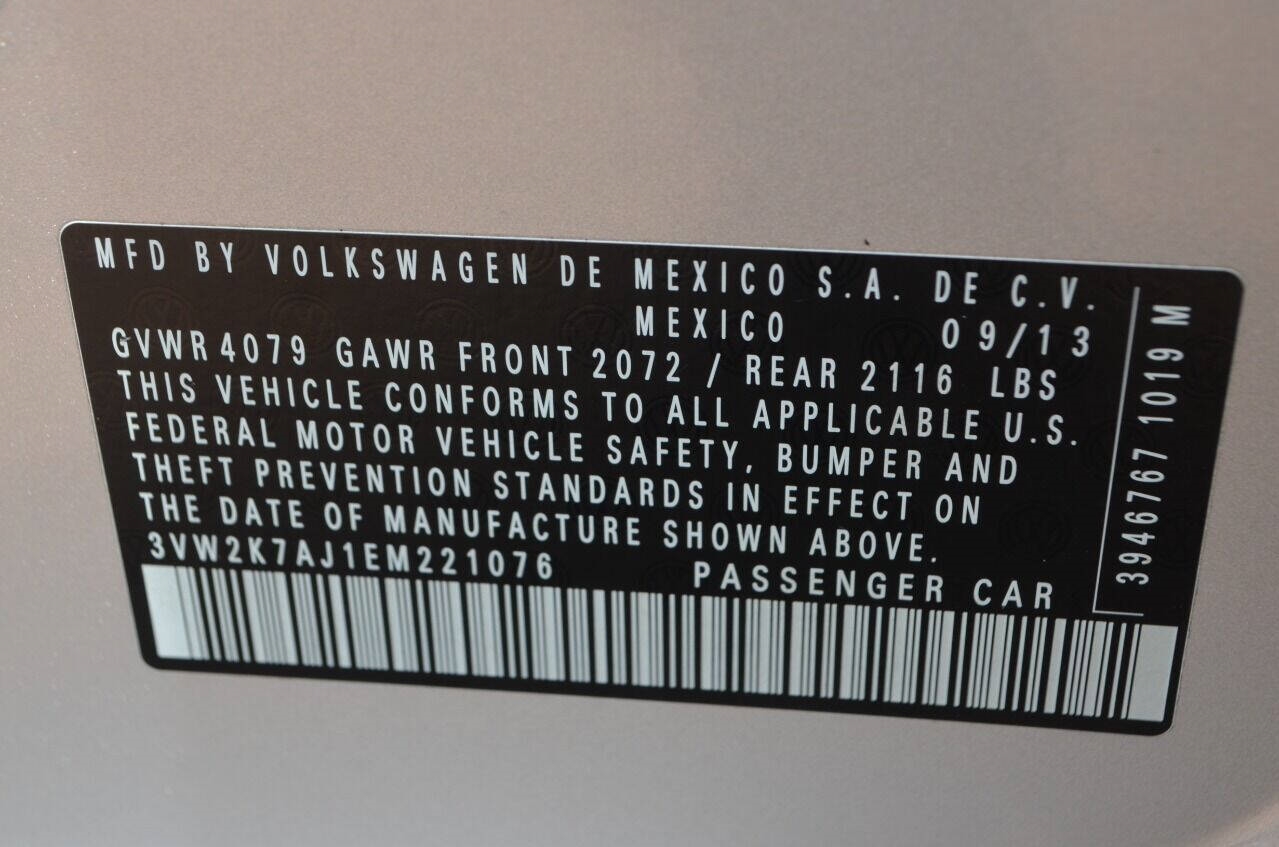 MFD BY VOLKSWAGEN DE MEXICO S.A. DE C.V.
MEXICO 09/13
GVWR 4079 GAWR FRONT 2072 / REAR 2116 LBS
THIS VEHICLE CONFORMS TO ALL APPLICABLE U.S.
FEDERAL MOTOR VEHICLE SAFETY, BUMPER AND
THEFT PREVENTION STANDARDS IN EFFECT ON
THE DATE OF MANUFACTURE SHOWN ABOVE.
3VW2K7AJ1EM221076 PASSENGER CAR
3946767 1019 M